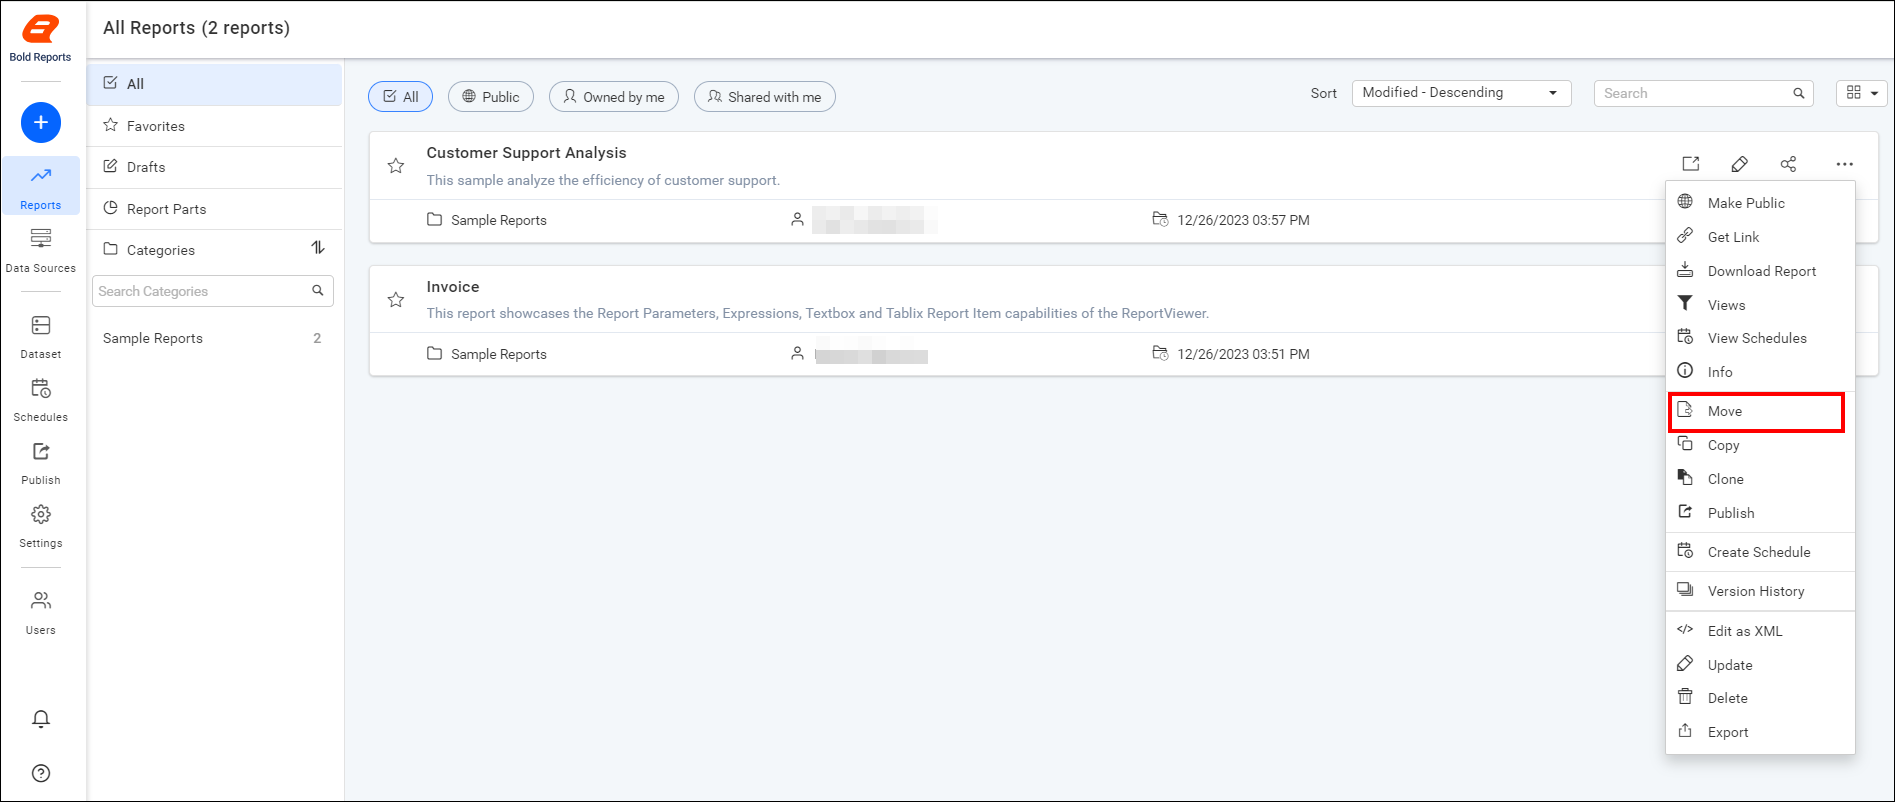 Bold Reports
Reports
Data Sources
Dataset
Schedules
Publish
Settings
Users
All Reports (2 reports)
All
Favorites
Drafts
Report Parts
Categories
Search Categories
Sample Reports 2
All Public Owned by me Shared with me
Sort Modified - Descending Search
Customer Support Analysis
This sample analyze the efficiency of customer support.
Sample Reports 12/26/2023 03:57 PM
Invoice
This report showcases the Report Parameters, Expressions, Textbox and Tablix Report Item capabilities of the ReportViewer.
Sample Reports 12/26/2023 03:51 PM
Make Public
Get Link
Download Report
Views
View Schedules
Info
Move
Copy
Clone
Publish
Create Schedule
Version History
Edit as XML
Update
Delete
Export